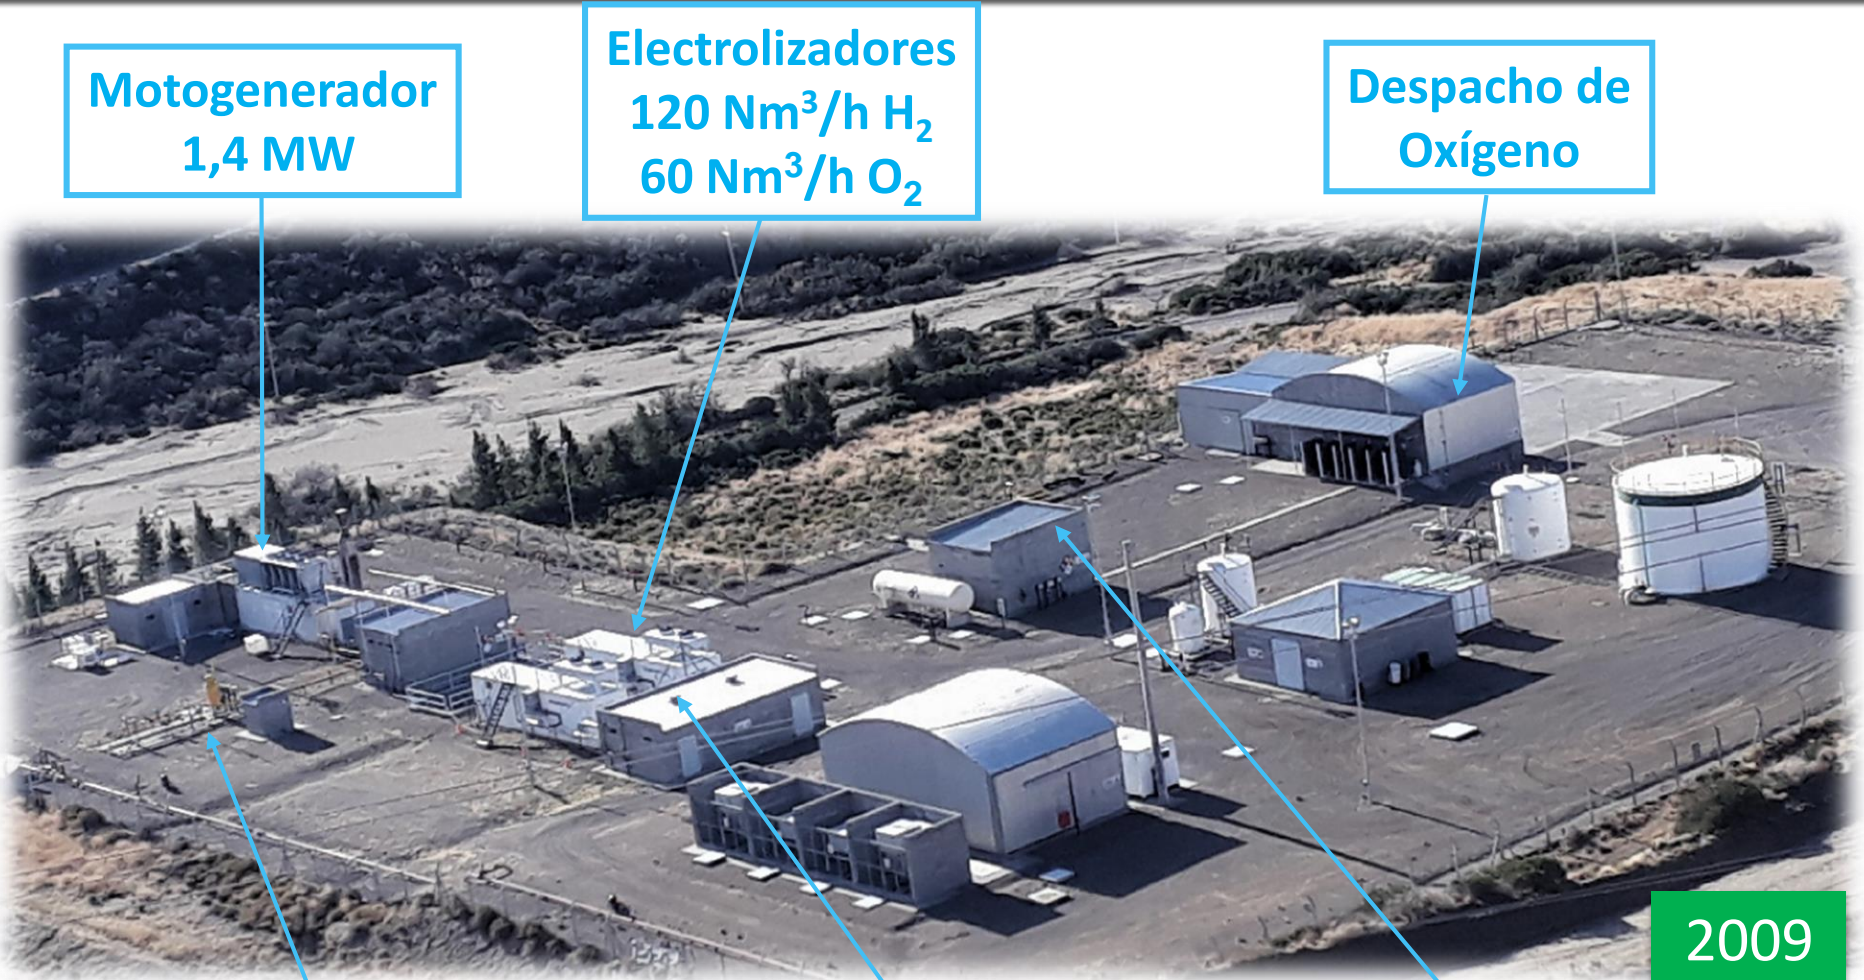 Motogenerador
1,4 MW
Electrolizadores
120 Nm³/h H₂
60 Nm³/h O₂
Despacho de
Oxígeno
2009